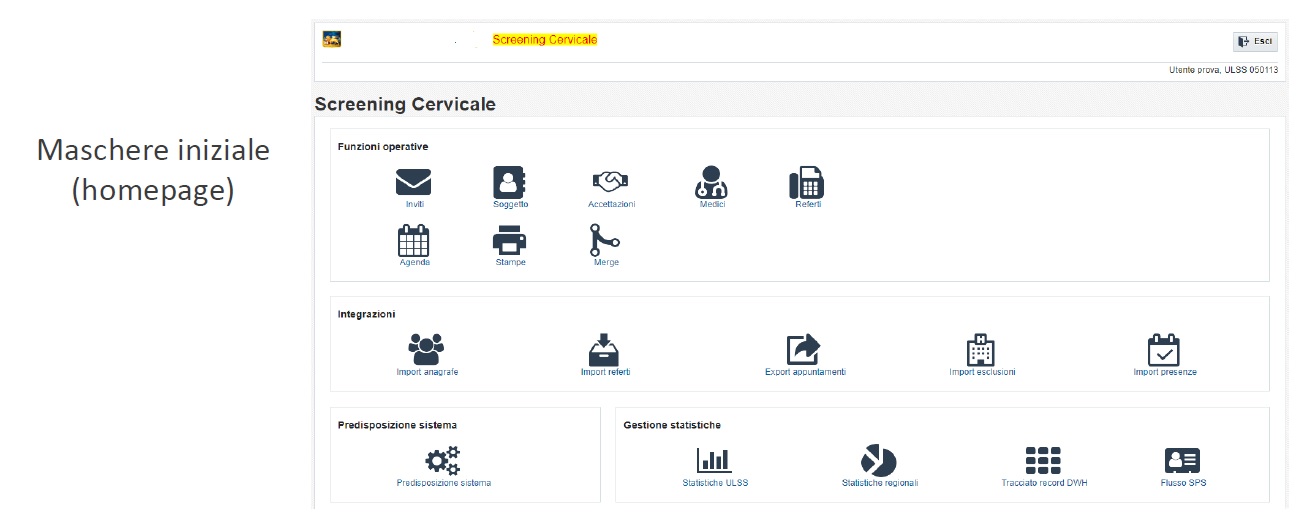 Maschere iniziale
(homepage)
Screening Cervicale
Esci
Utente prova, ULSS 050113
Screening Cervicale
Funzioni operative
Inviti
Soggetto
Accettazioni
Medici
Referti
Agenda
Stampe
Merge
Integrazioni
Import anagrafe
Import referti
Export appuntamenti
Import esclusioni
Import presenze
Predisposizione sistema
Predisposizione sistema
Gestione statistiche
Statistiche ULSS
Statistiche regionali
Tracciato record DWH
Flusso SPS